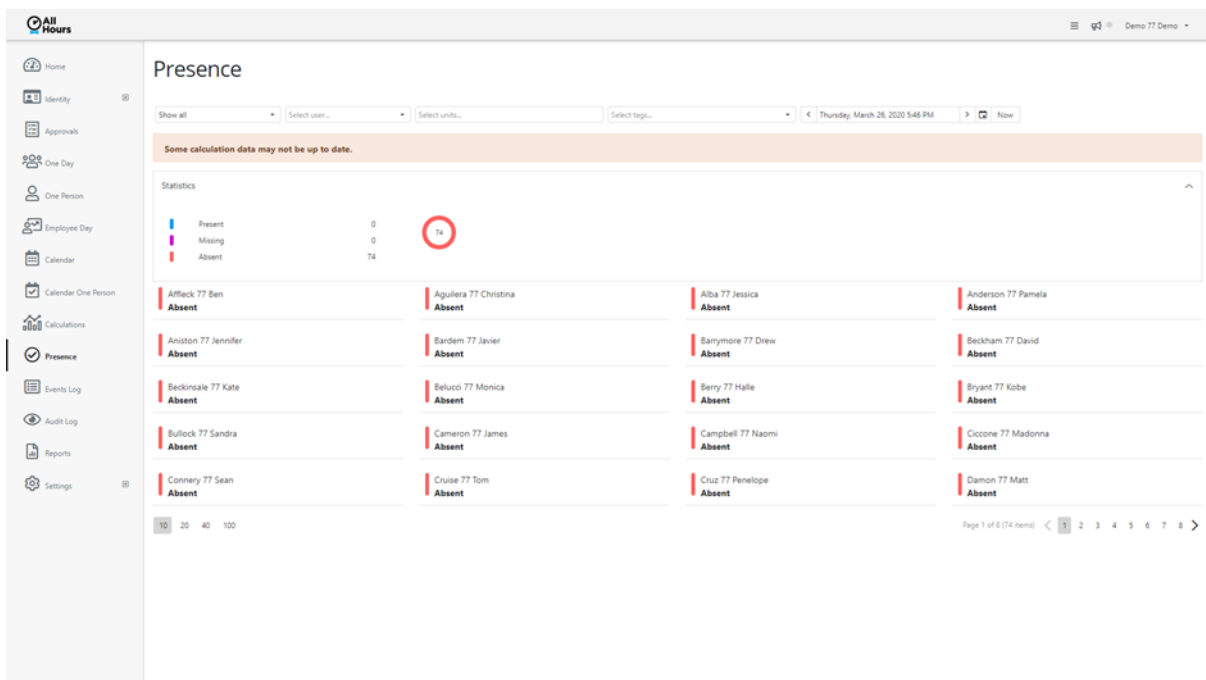 All Hours
Demo 77 Demo
Home
Identity
Approvals
One Day
One Person
Employee Day
Calendar
Calendar One Person
Calculations
Presence
Events Log
Audit Log
Reports
Settings
Presence
Show all Select user... Select units... Select tags... Thursday, March 26, 2020 5:46 PM Now
Some calculation data may not be up to date.
Statistics
Present 0
Missing 0
Absent 74
74
Affleck 77 Ben Aguilera 77 Christina Alba 77 Jessica Anderson 77 Pamela
Absent Absent Absent Absent
Aniston 77 Jennifer Bardem 77 Javier Barrymore 77 Drew Beckham 77 David
Absent Absent Absent Absent
Beckinsale 77 Kate Belucci 77 Monica Berry 77 Halle Bryant 77 Kobe
Absent Absent Absent Absent
Bullock 77 Sandra Cameron 77 James Campbell 77 Naomi Ciccone 77 Madonna
Absent Absent Absent Absent
Connery 77 Sean Cruise 77 Tom Cruz 77 Penelope Damon 77 Matt
Absent Absent Absent Absent
10 20 40 100 Page 1 of 8 (74 items) 1 2 3 4 5 6 7 8